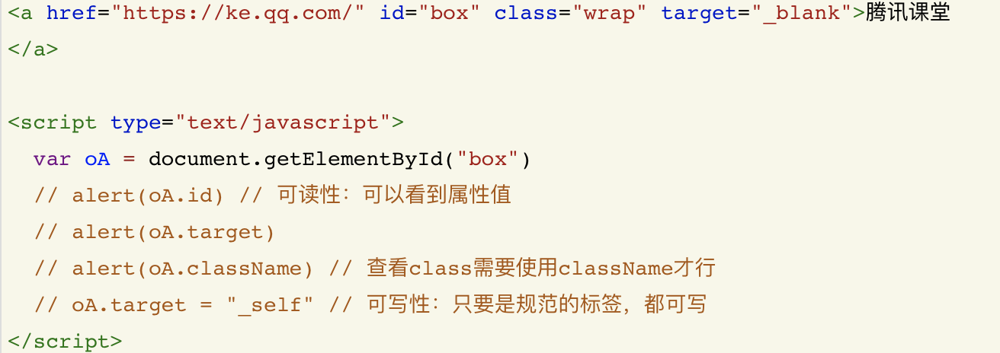 <a href="https://ke.qq.com/" id="box" class="wrap" target="_blank">腾讯课堂
</a>
<script type="text/javascript">
  var oA = document.getElementById("box")
  // alert(oA.id) // 可读性：可以看到属性值
  // alert(oA.target)
  // alert(oA.className) // 查看class需要使用className才行
  // oA.target = "_self" // 可写性：只要是规范的标签，都可写
</script>